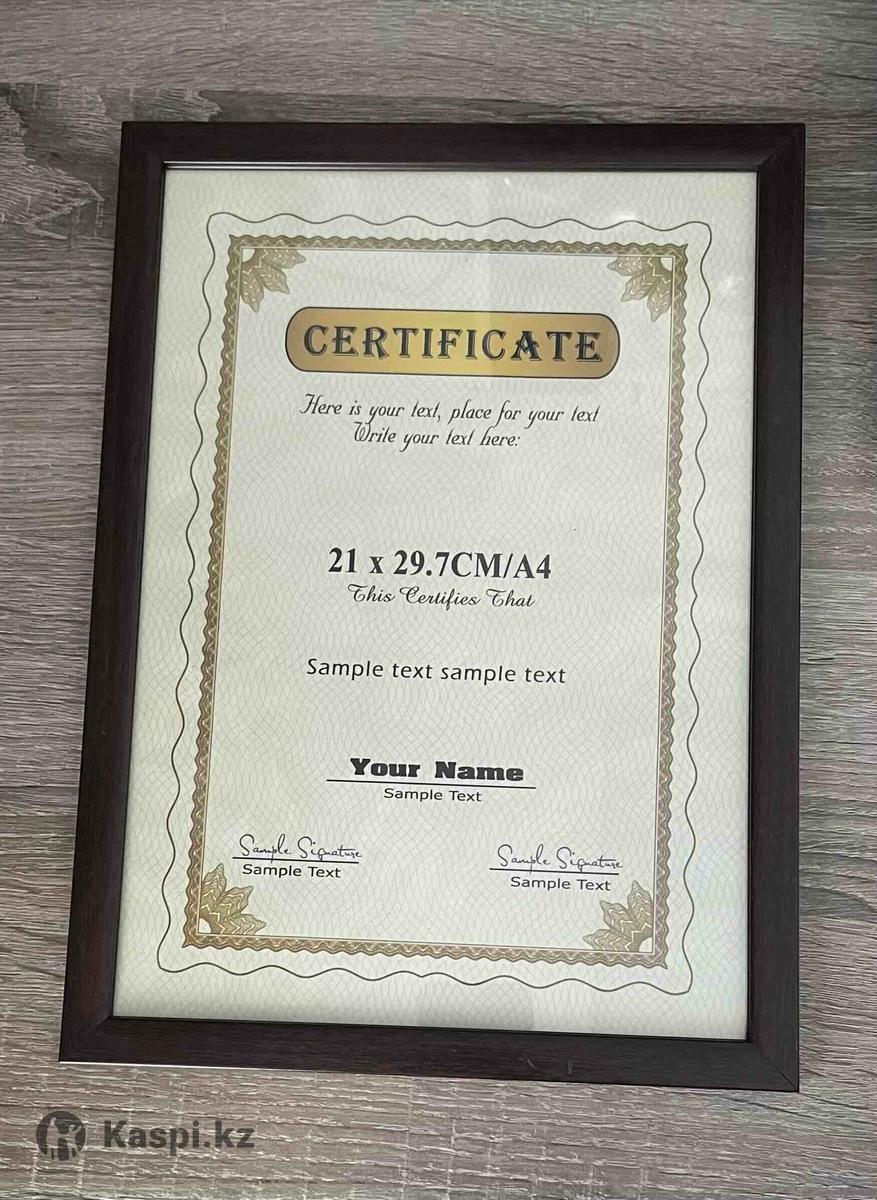 CERTIFICATE
Here is your text, place for your text
Write your text here:
21 x 29.7CM/A4
This Certifies That
Sample text sample text
Your Name
Sample Text
Sample Signature
Sample Text
Sample Signature
Sample Text
Kaspi.kz